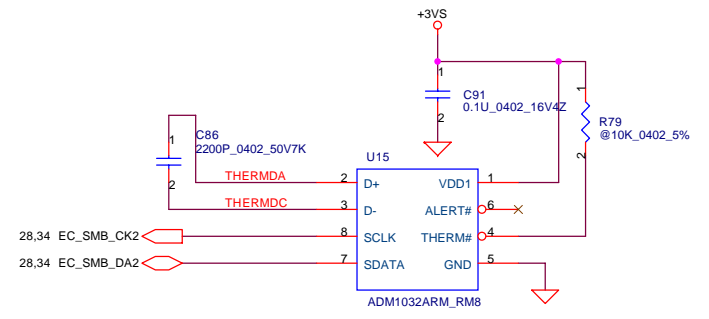 +3VS
1
C91
0.1U_0402_16V4Z
2
1
R79
@10K_0402_5%
2
C86
2200P_0402_50V7K
1
2
U15
THERMDA 2 D+ VDD1 1
THERMDC 3 D- ALERT# 6
28,34 EC_SMB_CK2 8 SCLK THERM# 4
28,34 EC_SMB_DA2 7 SDATA GND 5
ADM1032ARM_RM8